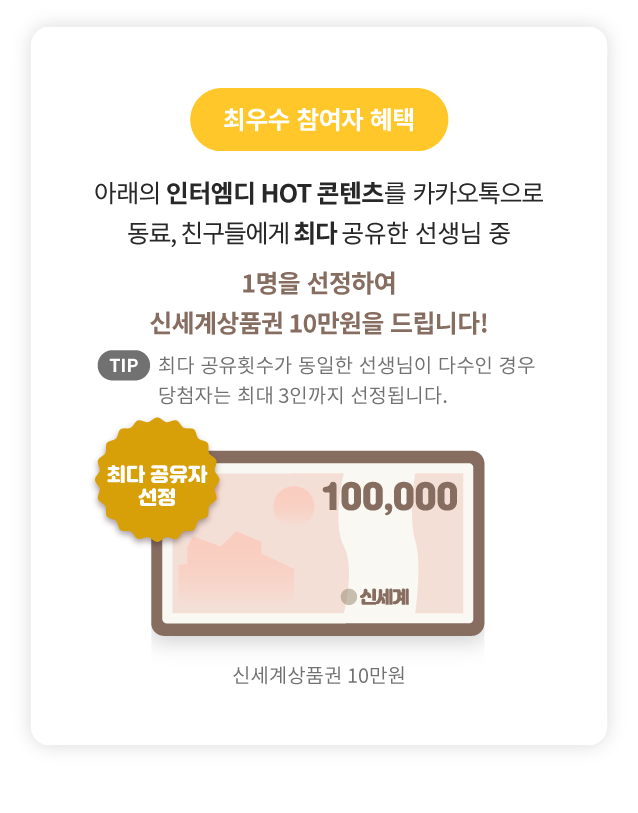 최우수 참여자 혜택
아래의 인터엠디 HOT 콘텐츠를 카카오톡으로
동료, 친구들에게 최다 공유한 선생님 중
1명을 선정하여
신세계상품권 10만원을 드립니다!
TIP 최다 공유횟수가 동일한 선생님이 다수인 경우
당첨자는 최대 3인까지 선정됩니다.
최다 공유자
선정
100,000
신세계
신세계상품권 10만원